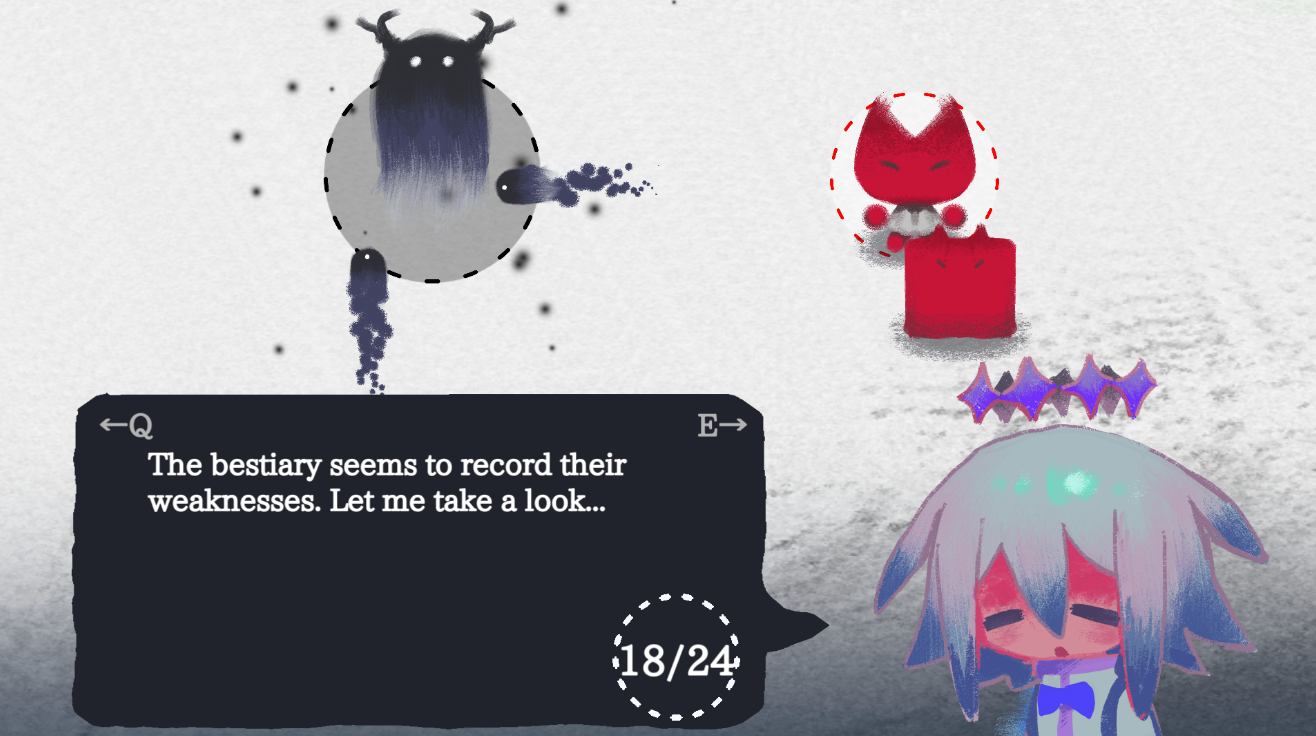 ←Q E→
The bestiary seems to record their
weaknesses. Let me take a look...
18/24